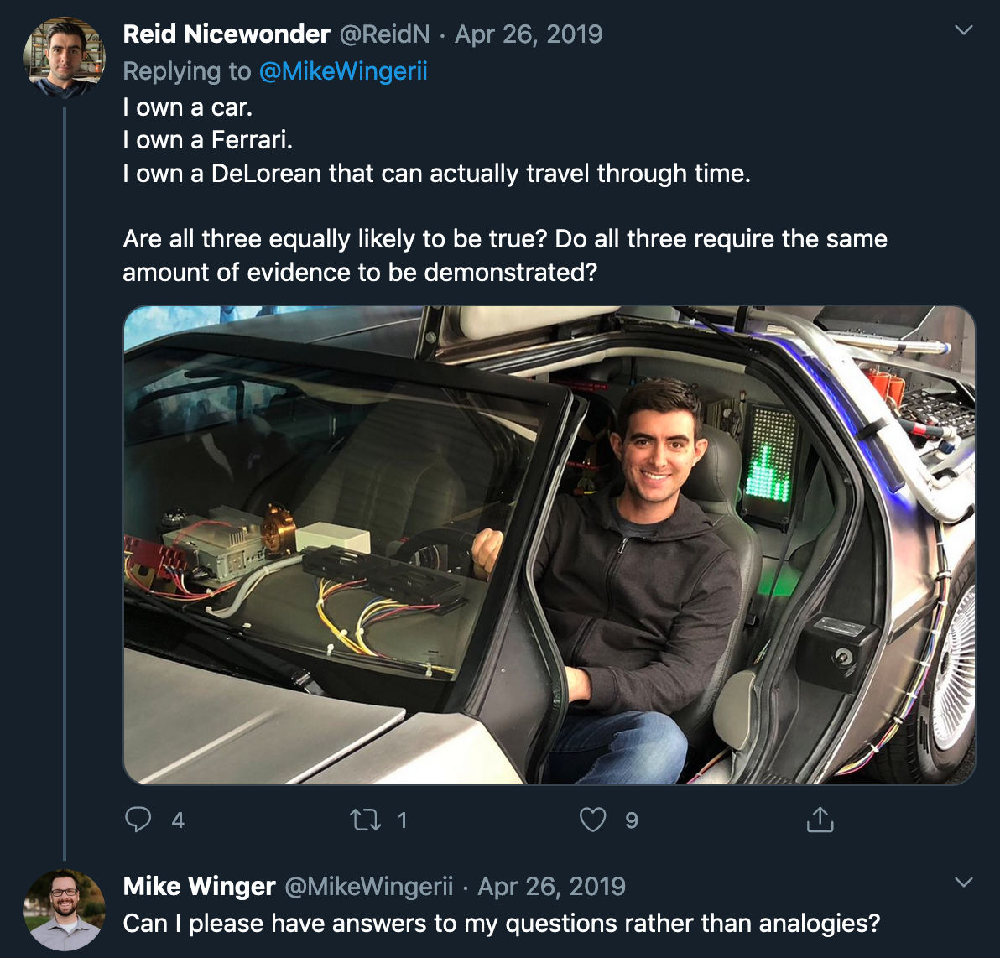 Reid Nicewonder @ReidN · Apr 26, 2019
Replying to @MikeWingerii
I own a car.
I own a Ferrari.
I own a DeLorean that can actually travel through time.
Are all three equally likely to be true? Do all three require the same
amount of evidence to be demonstrated?
4 1 9
Mike Winger @MikeWingerii · Apr 26, 2019
Can I please have answers to my questions rather than analogies?